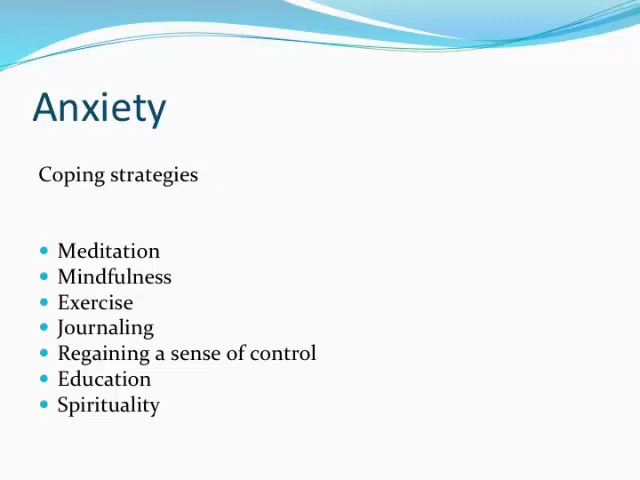 Anxiety
Coping strategies
• Meditation
• Mindfulness
• Exercise
• Journaling
• Regaining a sense of control
• Education
• Spirituality